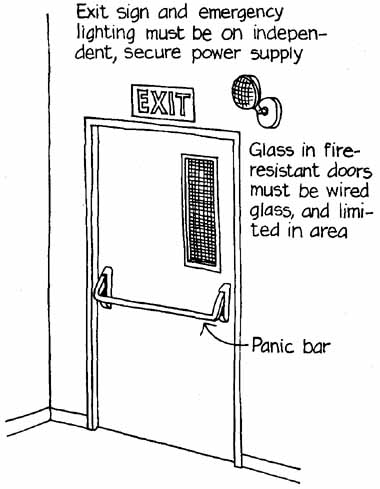 Exit sign and emergency
lighting must be on indepen-
dent, secure power supply
EXIT
Glass in fire-
resistant doors
must be wired
glass, and limi-
ted in area
Panic bar